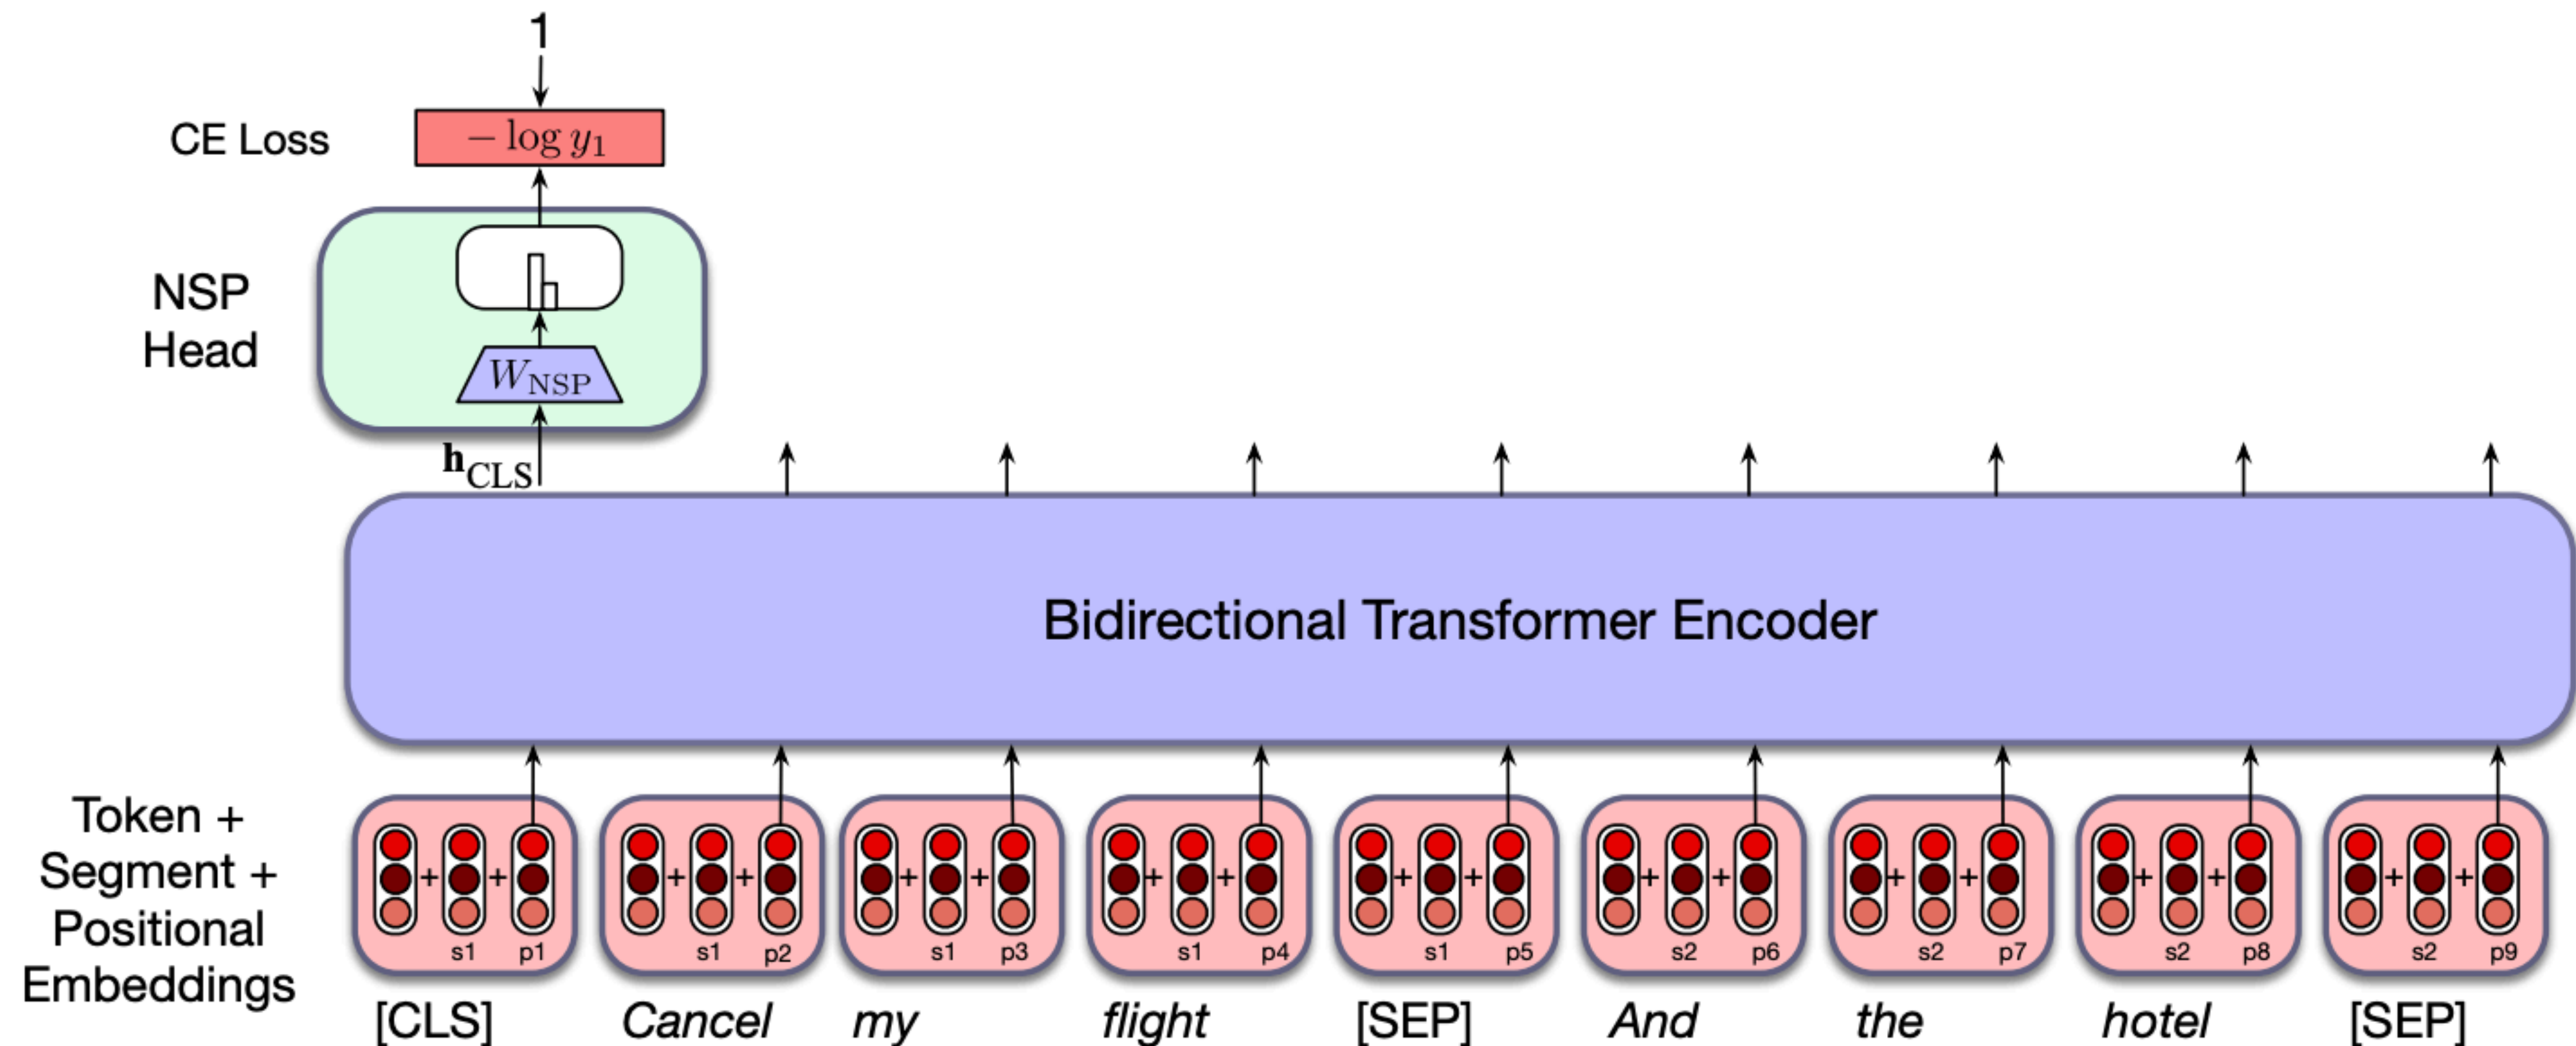 1
CE Loss
− log y₁
NSP
Head
W_NSP
h_CLS
Bidirectional Transformer Encoder
Token +
Segment +
Positional
Embeddings
+ + + + + + + + + + + + + + + + + +
s1 p1 s1 p2 s1 p3 s1 p4 s1 p5 s2 p6 s2 p7 s2 p8 s2 p9
[CLS] Cancel my flight [SEP] And the hotel [SEP]